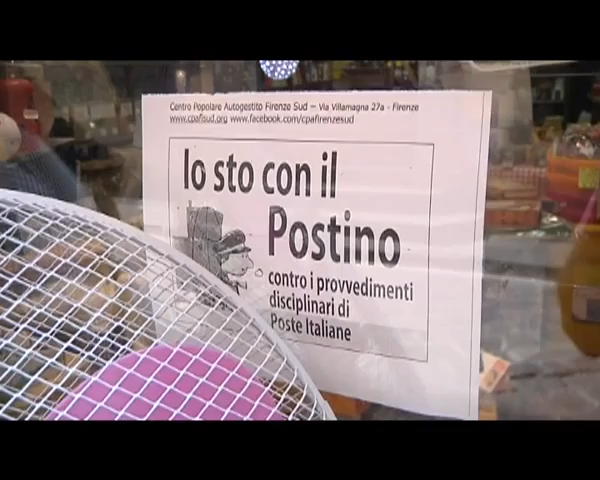 Centro Popolare Autogestito Firenze Sud – Via Villamagna 27a - Firenze
www.cpafisud.org www.facebook.com/cpafirenzesud
Io sto con il
Postino
contro i provvedimenti
disciplinari di
Poste Italiane